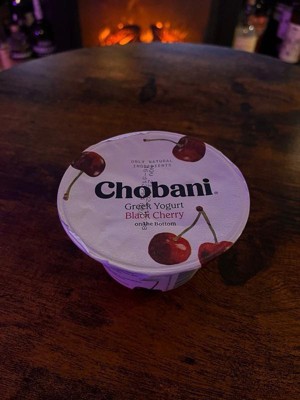 ONLY NATURAL
INGREDIENTS
Chobani®
Greek Yogurt
Black Cherry
on the Bottom